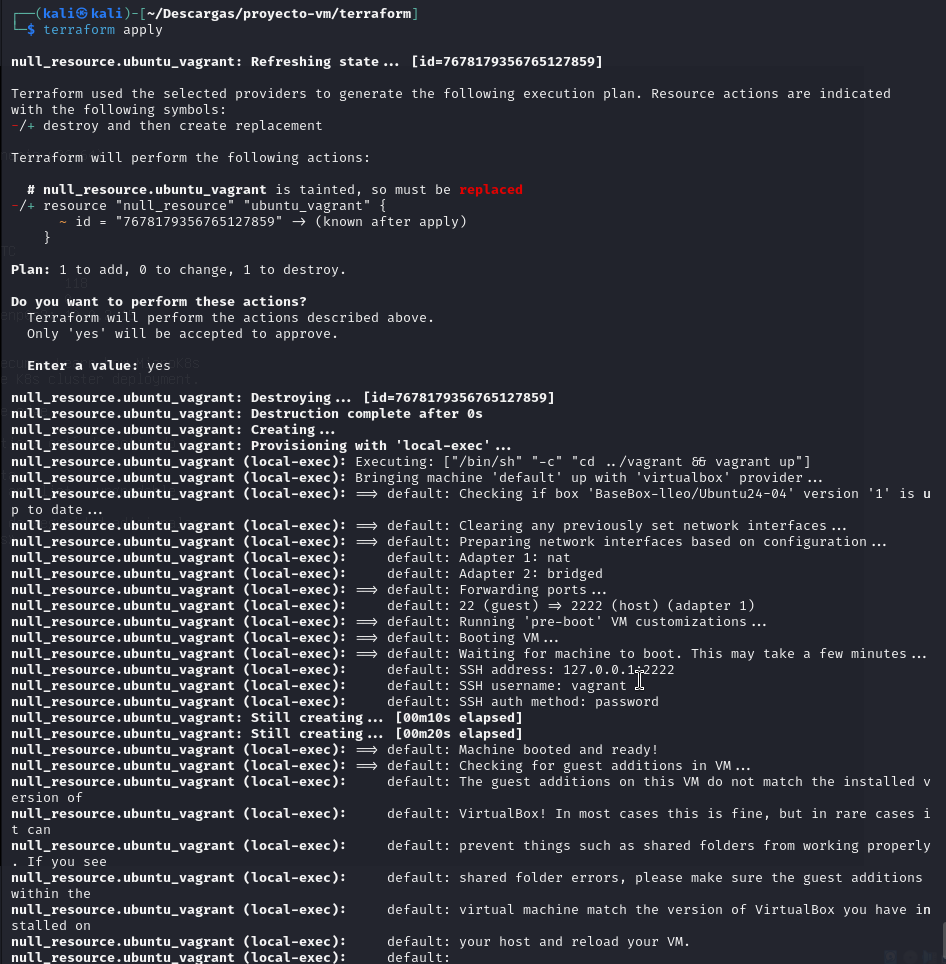 ┌──(kali㉿kali)-[~/Descargas/proyecto-vm/terraform]
└─$ terraform apply
null_resource.ubuntu_vagrant: Refreshing state... [id=7678179356765127859]
Terraform used the selected providers to generate the following execution plan. Resource actions are indicated
with the following symbols:
-/+ destroy and then create replacement
Terraform will perform the following actions:
# null_resource.ubuntu_vagrant is tainted, so must be replaced
-/+ resource "null_resource" "ubuntu_vagrant" {
~ id = "7678179356765127859" -> (known after apply)
}
Plan: 1 to add, 0 to change, 1 to destroy.
Do you want to perform these actions?
Terraform will perform the actions described above.
Only 'yes' will be accepted to approve.
Enter a value: yes
null_resource.ubuntu_vagrant: Destroying... [id=7678179356765127859]
null_resource.ubuntu_vagrant: Destruction complete after 0s
null_resource.ubuntu_vagrant: Creating...
null_resource.ubuntu_vagrant: Provisioning with 'local-exec'...
null_resource.ubuntu_vagrant (local-exec): Executing: ["/bin/sh" "-c" "cd ../vagrant && vagrant up"]
null_resource.ubuntu_vagrant (local-exec): Bringing machine 'default' up with 'virtualbox' provider...
null_resource.ubuntu_vagrant (local-exec): ==> default: Checking if box 'BaseBox-lleo/Ubuntu24-04' version '1' is u
p to date...
null_resource.ubuntu_vagrant (local-exec): ==> default: Clearing any previously set network interfaces...
null_resource.ubuntu_vagrant (local-exec): ==> default: Preparing network interfaces based on configuration...
null_resource.ubuntu_vagrant (local-exec):     default: Adapter 1: nat
null_resource.ubuntu_vagrant (local-exec):     default: Adapter 2: bridged
null_resource.ubuntu_vagrant (local-exec): ==> default: Forwarding ports...
null_resource.ubuntu_vagrant (local-exec):     default: 22 (guest) => 2222 (host) (adapter 1)
null_resource.ubuntu_vagrant (local-exec): ==> default: Running 'pre-boot' VM customizations...
null_resource.ubuntu_vagrant (local-exec): ==> default: Booting VM...
null_resource.ubuntu_vagrant (local-exec): ==> default: Waiting for machine to boot. This may take a few minutes...
null_resource.ubuntu_vagrant (local-exec):     default: SSH address: 127.0.0.1:2222
null_resource.ubuntu_vagrant (local-exec):     default: SSH username: vagrant
null_resource.ubuntu_vagrant (local-exec):     default: SSH auth method: password
null_resource.ubuntu_vagrant: Still creating... [00m10s elapsed]
null_resource.ubuntu_vagrant: Still creating... [00m20s elapsed]
null_resource.ubuntu_vagrant (local-exec): ==> default: Machine booted and ready!
null_resource.ubuntu_vagrant (local-exec): ==> default: Checking for guest additions in VM...
null_resource.ubuntu_vagrant (local-exec):     default: The guest additions on this VM do not match the installed v
ersion of
null_resource.ubuntu_vagrant (local-exec):     default: VirtualBox! In most cases this is fine, but in rare cases i
t can
null_resource.ubuntu_vagrant (local-exec):     default: prevent things such as shared folders from working properly
. If you see
null_resource.ubuntu_vagrant (local-exec):     default: shared folder errors, please make sure the guest additions
within the
null_resource.ubuntu_vagrant (local-exec):     default: virtual machine match the version of VirtualBox you have in
stalled on
null_resource.ubuntu_vagrant (local-exec):     default: your host and reload your VM.
null_resource.ubuntu_vagrant (local-exec):     default: